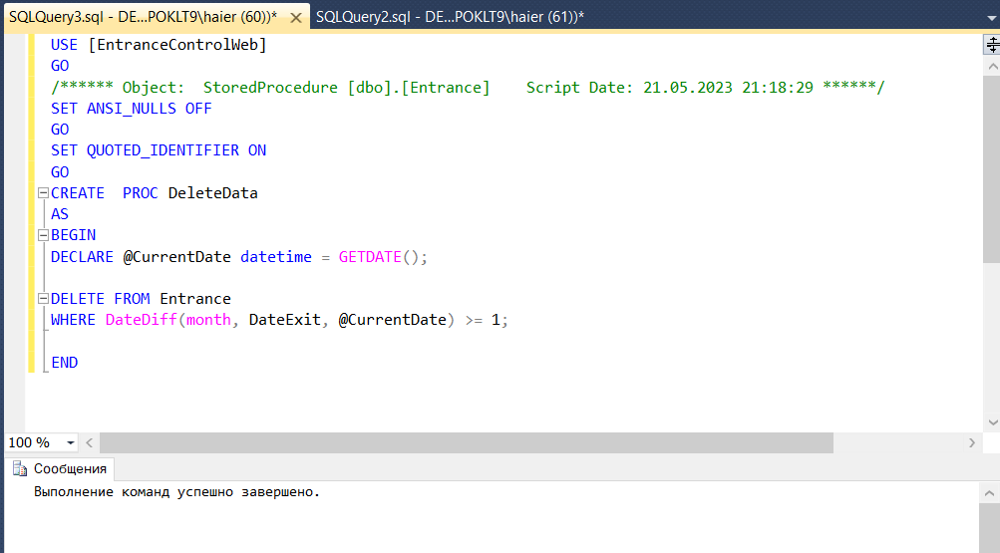 SQLQuery3.sql - DE...POKLT9\haier (60))* SQLQuery2.sql - DE...POKLT9\haier (61))*
USE [EntranceControlWeb]
GO
/****** Object:  StoredProcedure [dbo].[Entrance]    Script Date: 21.05.2023 21:18:29 ******/
SET ANSI_NULLS OFF
GO
SET QUOTED_IDENTIFIER ON
GO
CREATE  PROC DeleteData
AS
BEGIN
DECLARE @CurrentDate datetime = GETDATE();
DELETE FROM Entrance
WHERE DateDiff(month, DateExit, @CurrentDate) >= 1;
END
100 %
Сообщения
Выполнение команд успешно завершено.